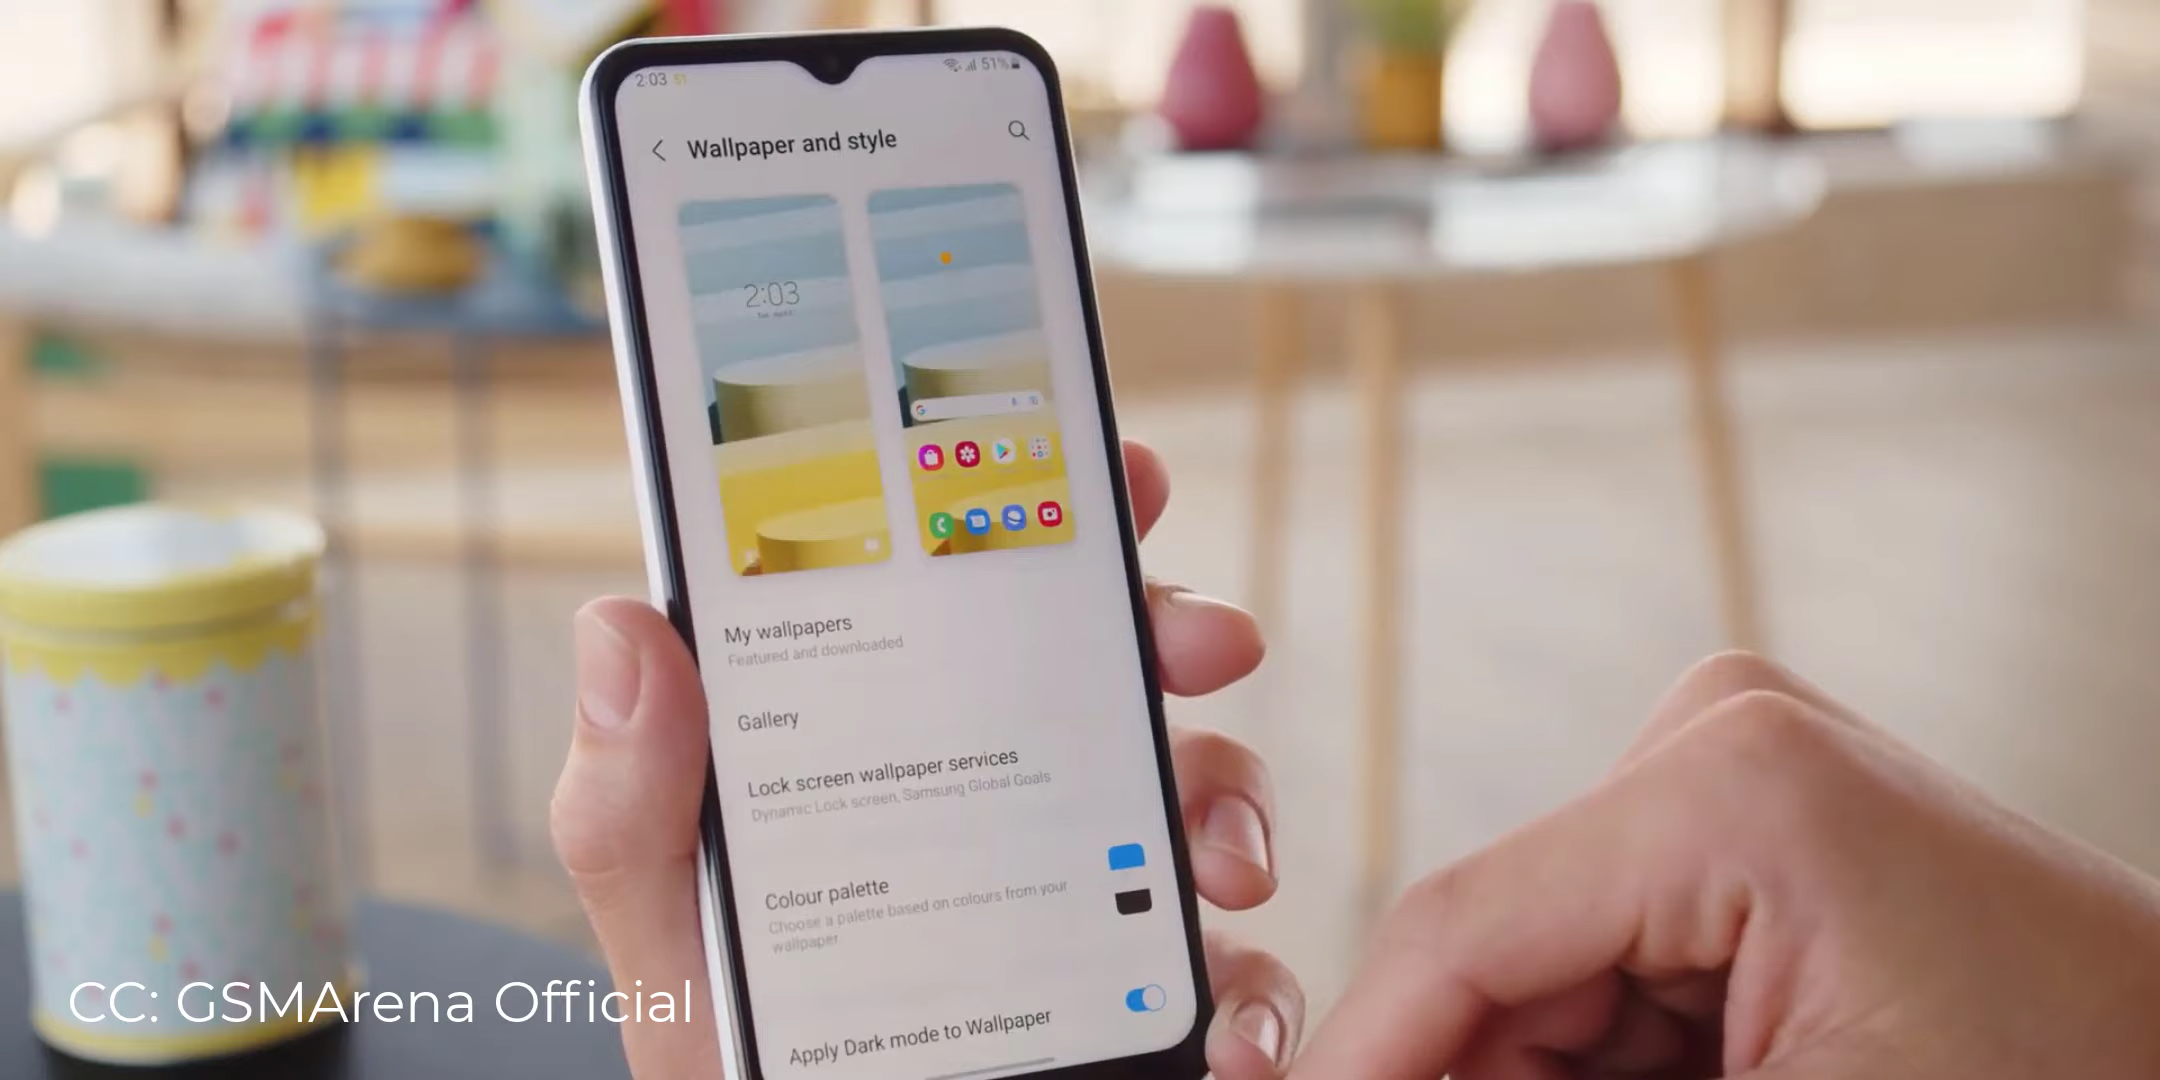 2:03
51%
Wallpaper and style
2:03
My wallpapers
Featured and downloaded
Gallery
Lock screen wallpaper services
Dynamic Lock screen, Samsung Global Goals
Colour palette
Choose a palette based on colours from your
wallpaper
Apply Dark mode to Wallpaper
CC: GSMArena Official